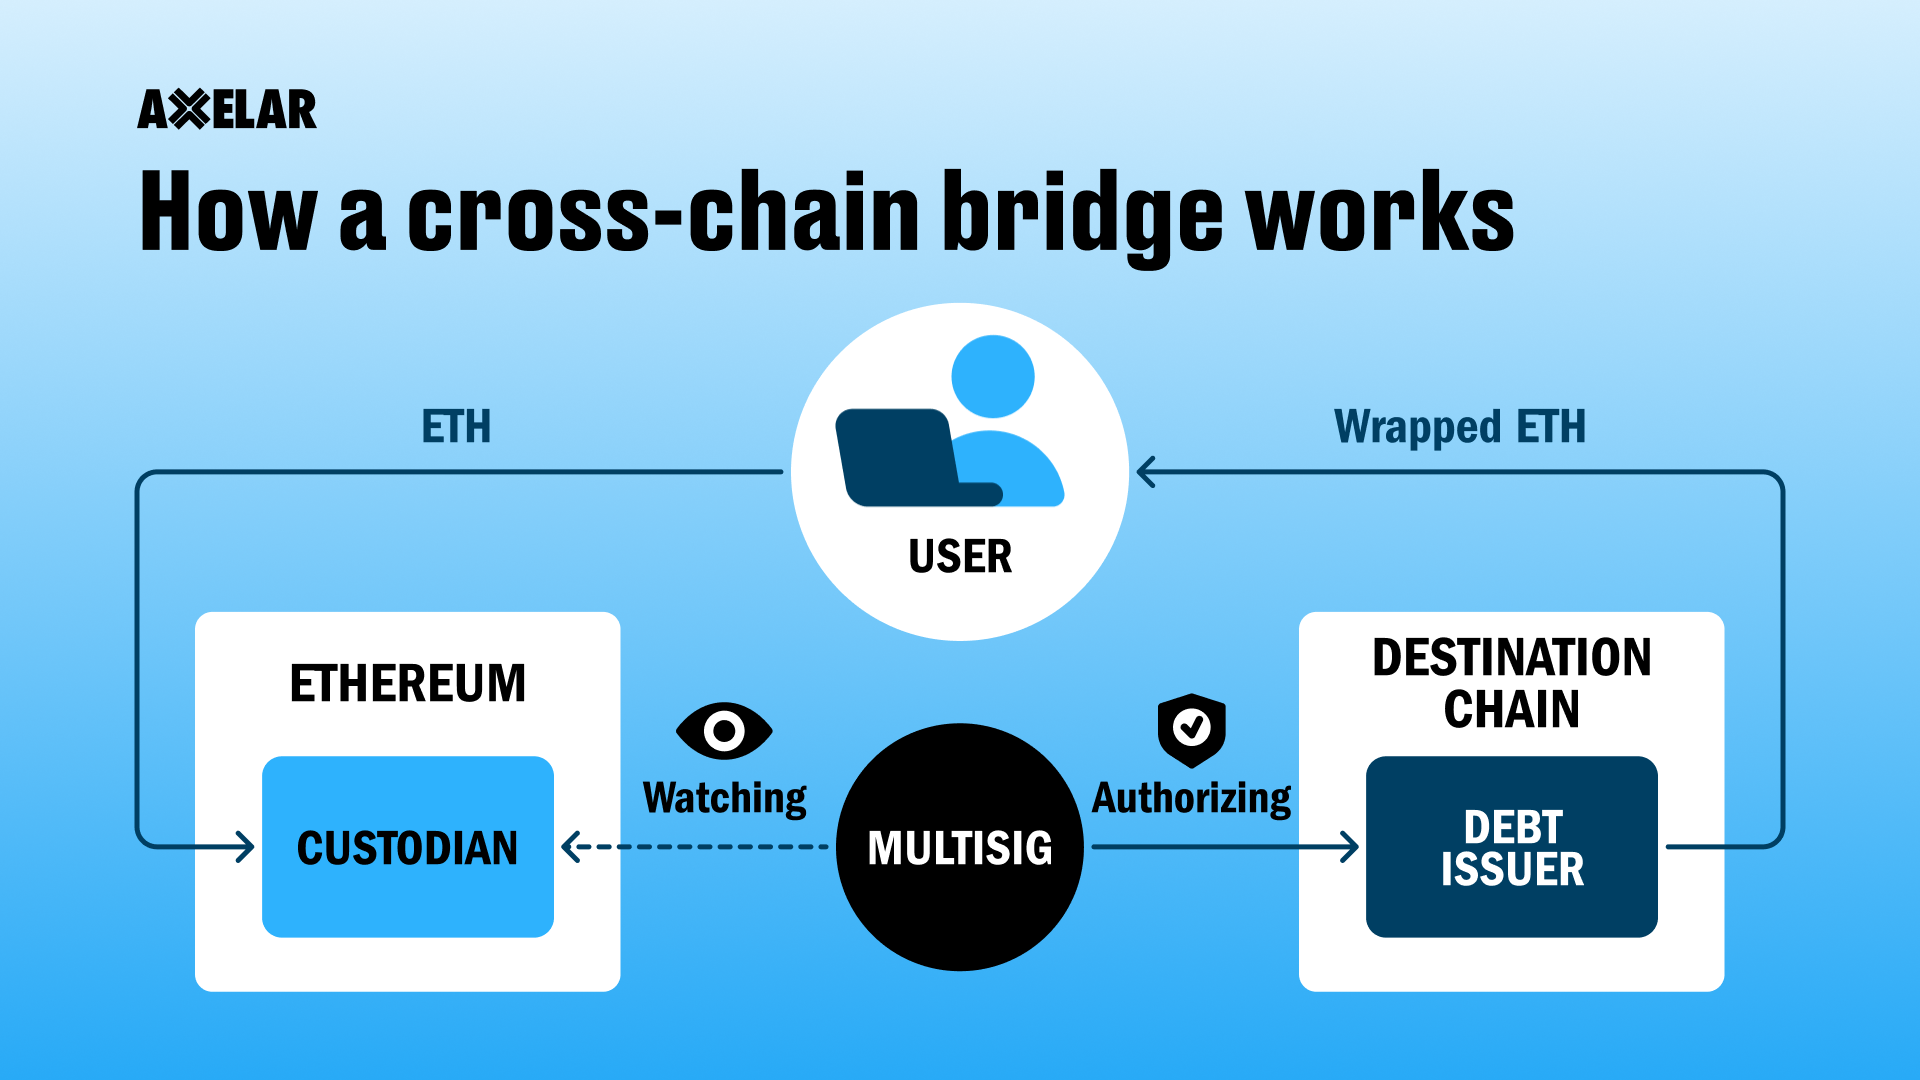 AXELAR
How a cross-chain bridge works
ETH
Wrapped ETH
USER
ETHEREUM
DESTINATION
CHAIN
Watching
Authorizing
CUSTODIAN
MULTISIG
DEBT
ISSUER